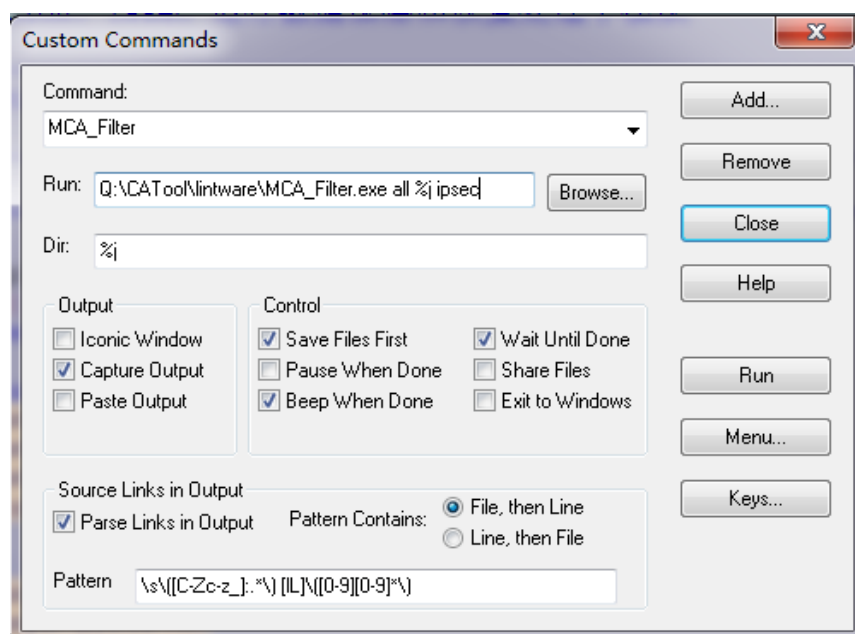 Custom Commands
Command:
MCA_Filter
Run: Q:\CATool\lintware\MCA_Filter.exe all %j ipsec Browse...
Dir: %j
Output
Iconic Window
Capture Output
Paste Output
Control
Save Files First
Pause When Done
Beep When Done
Wait Until Done
Share Files
Exit to Windows
Source Links in Output
Parse Links in Output
Pattern Contains:
File, then Line
Line, then File
Pattern \s\([C-Zc-z_]:.*\) [lL]\([0-9][0-9]*\)
Add...
Remove
Close
Help
Run
Menu...
Keys...